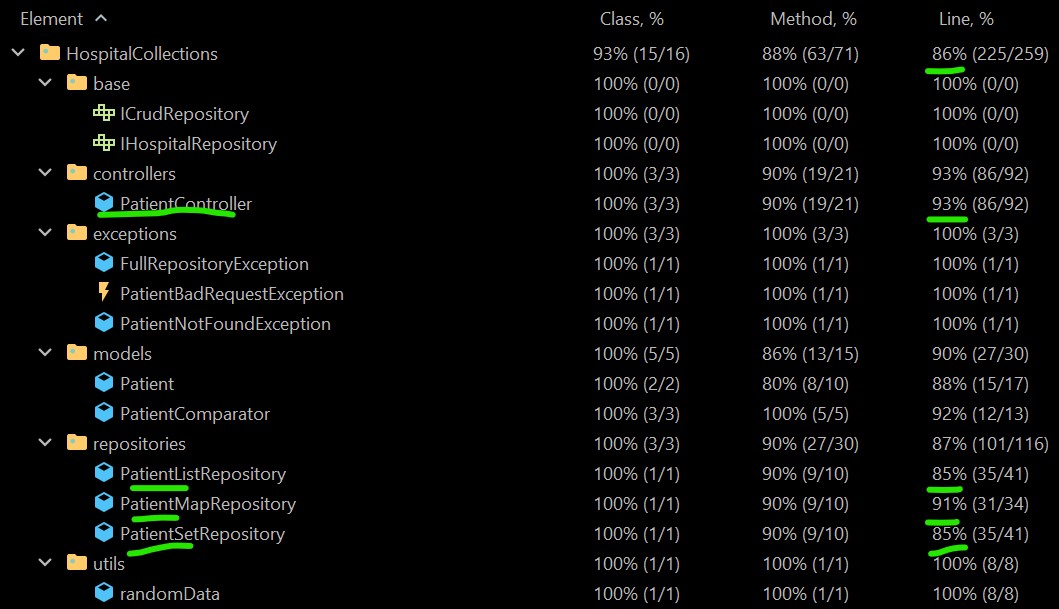 Element Class, % Method, % Line, %
HospitalCollections 93% (15/16) 88% (63/71) 86% (225/259)
base 100% (0/0) 100% (0/0) 100% (0/0)
ICrudRepository 100% (0/0) 100% (0/0) 100% (0/0)
IHospitalRepository 100% (0/0) 100% (0/0) 100% (0/0)
controllers 100% (3/3) 90% (19/21) 93% (86/92)
PatientController 100% (3/3) 90% (19/21) 93% (86/92)
exceptions 100% (3/3) 100% (3/3) 100% (3/3)
FullRepositoryException 100% (1/1) 100% (1/1) 100% (1/1)
PatientBadRequestException 100% (1/1) 100% (1/1) 100% (1/1)
PatientNotFoundException 100% (1/1) 100% (1/1) 100% (1/1)
models 100% (5/5) 86% (13/15) 90% (27/30)
Patient 100% (2/2) 80% (8/10) 88% (15/17)
PatientComparator 100% (3/3) 100% (5/5) 92% (12/13)
repositories 100% (3/3) 90% (27/30) 87% (101/116)
PatientListRepository 100% (1/1) 90% (9/10) 85% (35/41)
PatientMapRepository 100% (1/1) 90% (9/10) 91% (31/34)
PatientSetRepository 100% (1/1) 90% (9/10) 85% (35/41)
utils 100% (1/1) 100% (1/1) 100% (8/8)
randomData 100% (1/1) 100% (1/1) 100% (8/8)